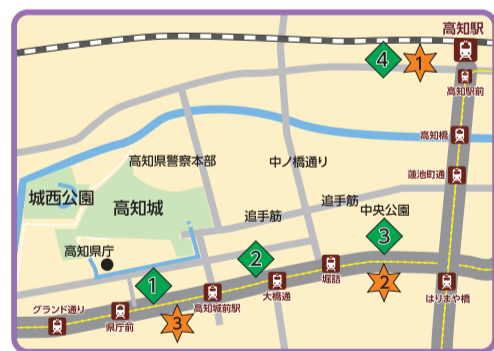 高知駅
4
1
高知駅前
高知橋
高知県警察本部
中ノ橋通り
蓮池町通
城西公園
高知城
追手筋
追手筋
中央公園
3
高知県庁
2
堀詰
1
大橋通
2
はりまや橋
グランド通り
県庁前
3
高知城前駅